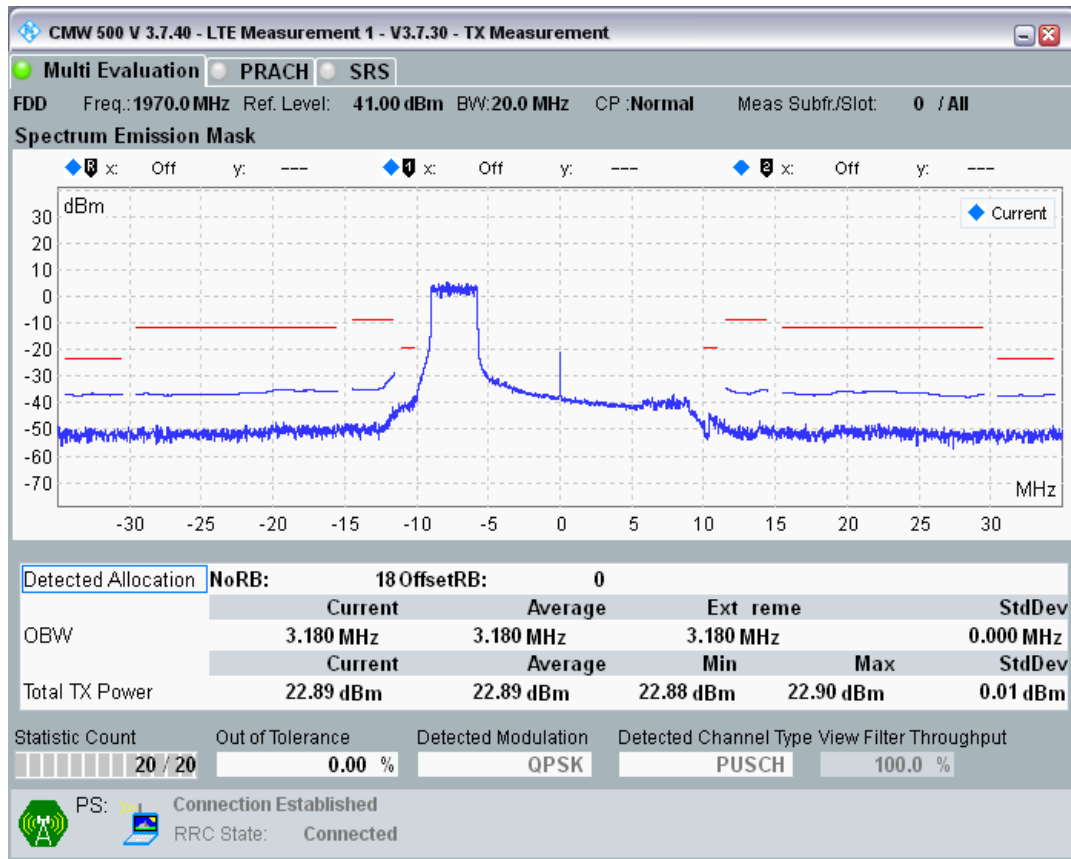 CMW 500 V 3.7.40 - LTE Measurement 1 - V3.7.30 - TX Measurement
Multi Evaluation PRACH SRS
FDD Freq.: 1970.0 MHz Ref. Level: 41.00 dBm BW: 20.0 MHz CP : Normal Meas Subfr./Slot: 0 / All
Spectrum Emission Mask
R x: Off y: --- 1 x: Off y: --- 2 x: Off y: ---
dBm
Current
30
20
10
0
-10
-20
-30
-40
-50
-60
-70
MHz
-30 -25 -20 -15 -10 -5 0 5 10 15 20 25 30
Detected Allocation NoRB: 18 OffsetRB: 0
Current Average Ext reme StdDev
OBW 3.180 MHz 3.180 MHz 3.180 MHz 0.000 MHz
Current Average Min Max StdDev
Total TX Power 22.89 dBm 22.89 dBm 22.88 dBm 22.90 dBm 0.01 dBm
Statistic Count Out of Tolerance Detected Modulation Detected Channel Type View Filter Throughput
20 / 20 0.00 % QPSK PUSCH 100.0 %
PS: Connection Established
RRC State: Connected